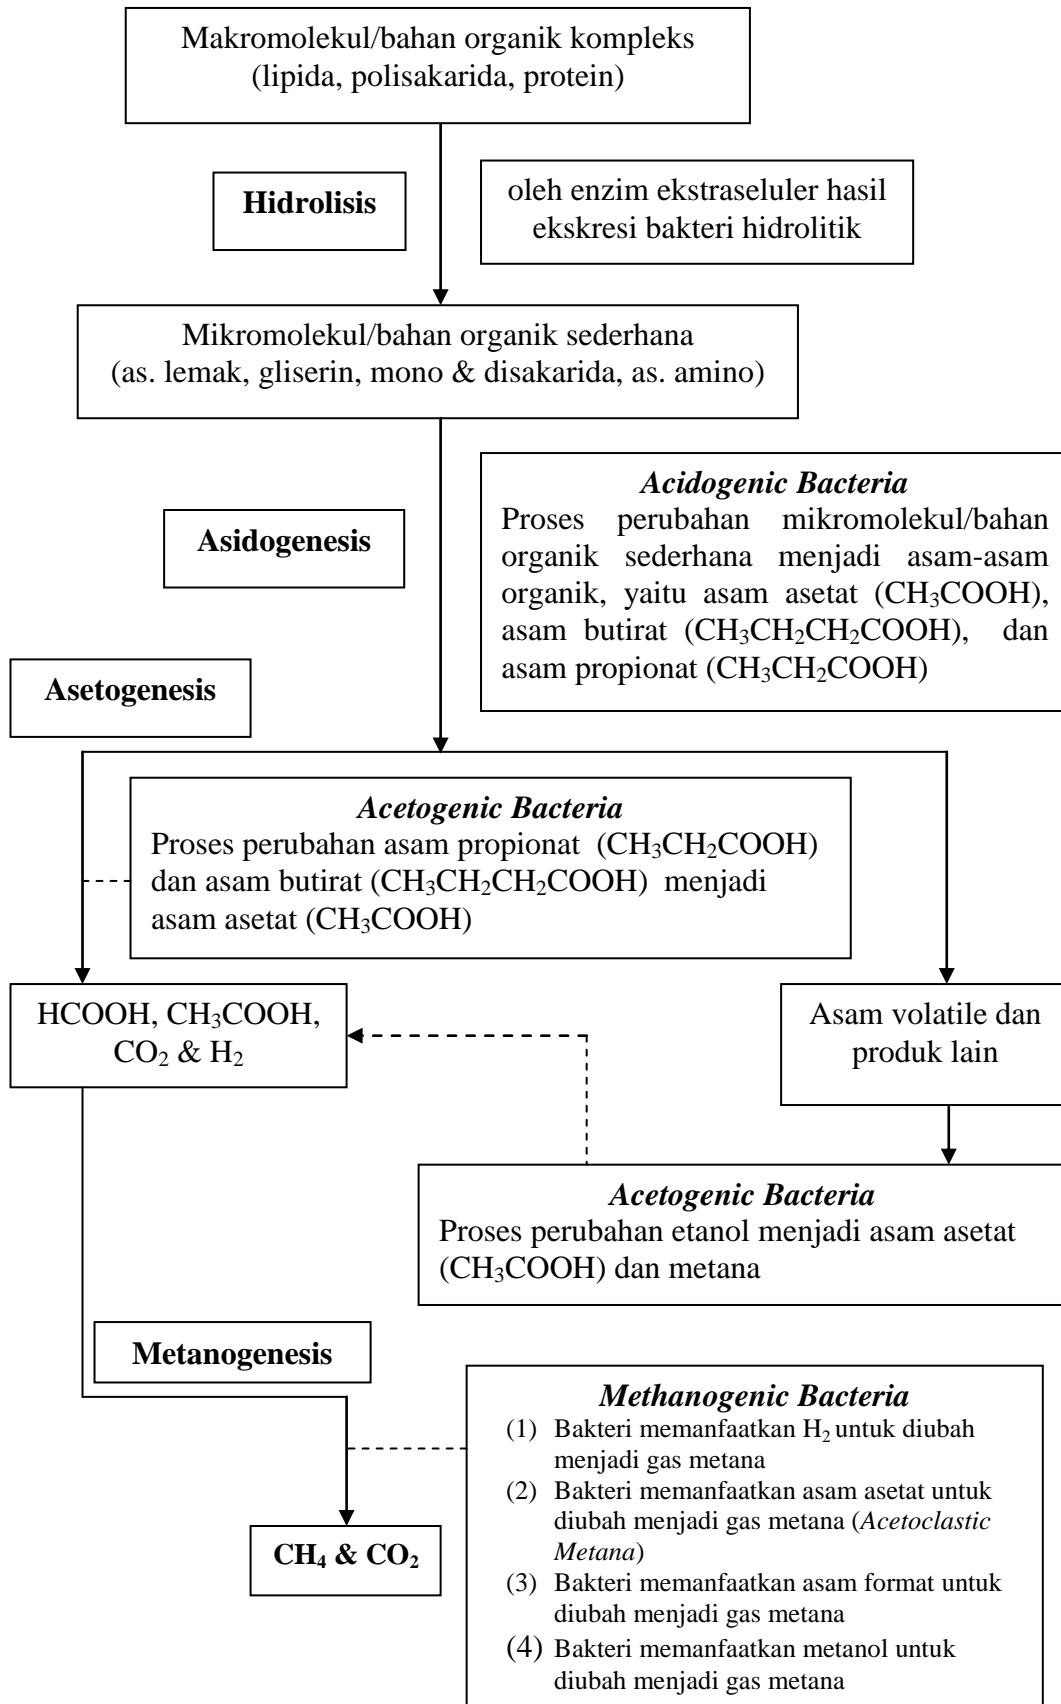 Makromolekul/bahan organik kompleks
(lipida, polisakarida, protein)
Hidrolisis
oleh enzim ekstraseluler hasil
ekskresi bakteri hidrolitik
Mikromolekul/bahan organik sederhana
(as. lemak, gliserin, mono & disakarida, as. amino)
Asidogenesis
Acidogenic Bacteria
Proses perubahan mikromolekul/bahan
organik sederhana menjadi asam-asam
organik, yaitu asam asetat (CH₃COOH),
asam butirat (CH₃CH₂CH₂COOH), dan
asam propionat (CH₃CH₂COOH)
Asetogenesis
Acetogenic Bacteria
Proses perubahan asam propionat (CH₃CH₂COOH)
dan asam butirat (CH₃CH₂CH₂COOH) menjadi
asam asetat (CH₃COOH)
HCOOH, CH₃COOH,
CO₂ & H₂
Asam volatile dan
produk lain
Acetogenic Bacteria
Proses perubahan etanol menjadi asam asetat
(CH₃COOH) dan metana
Metanogenesis
Methanogenic Bacteria
(1) Bakteri memanfaatkan H₂ untuk diubah
menjadi gas metana
(2) Bakteri memanfaatkan asam asetat untuk
diubah menjadi gas metana (Acetoclastic
Metana)
(3) Bakteri memanfaatkan asam format untuk
diubah menjadi gas metana
(4) Bakteri memanfaatkan metanol untuk
diubah menjadi gas metana
CH₄ & CO₂